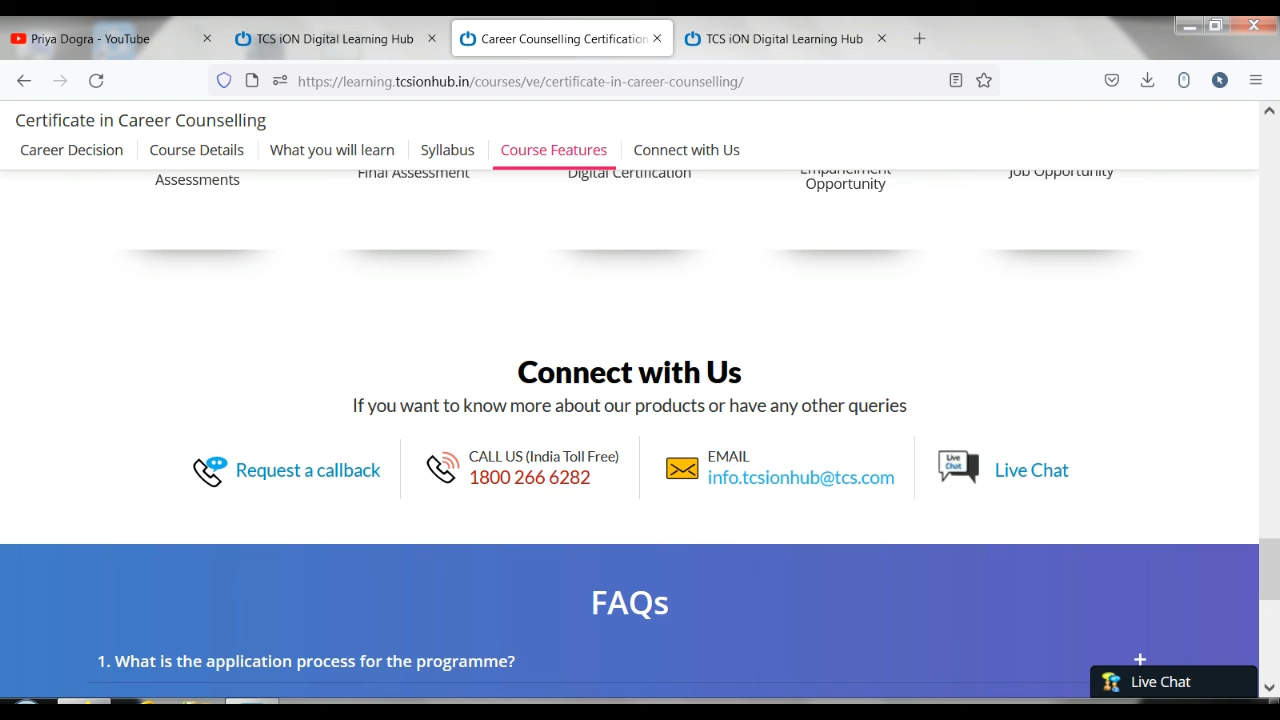 Priya Dogra - YouTube
TCS iON Digital Learning Hub
Career Counselling Certification
TCS iON Digital Learning Hub
https://learning.tcsionhub.in/courses/ve/certificate-in-career-counselling/
Certificate in Career Counselling
Career Decision
Course Details
What you will learn
Syllabus
Course Features
Connect with Us
Assessments
Final Assessment
Digital Certification
Empanelment
Opportunity
Job Opportunity
Connect with Us
If you want to know more about our products or have any other queries
Request a callback
CALL US (India Toll Free)
1800 266 6282
EMAIL
info.tcsionhub@tcs.com
Live Chat
Live Chat
FAQs
1. What is the application process for the programme?
+
Live Chat